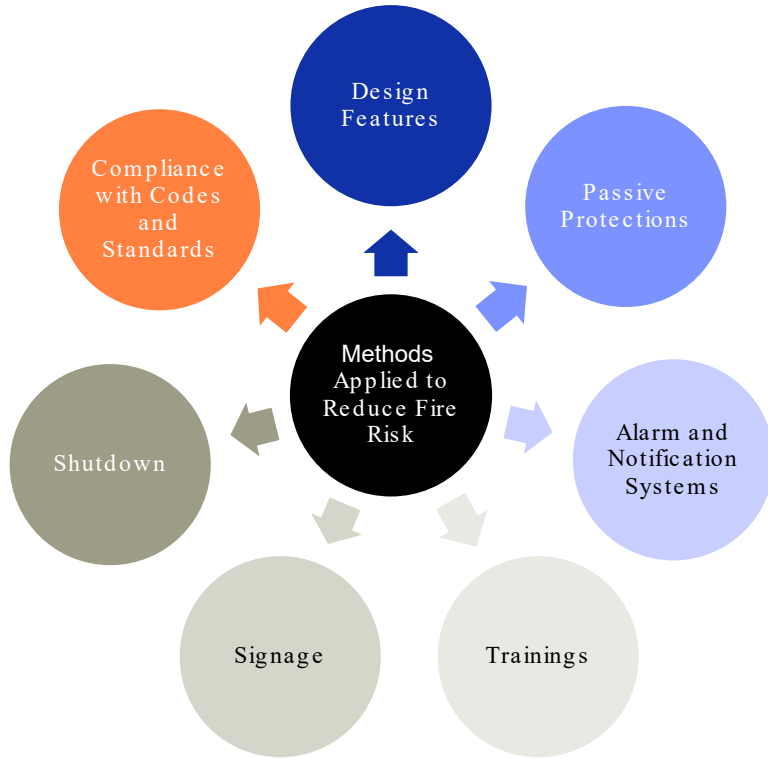 Design
Features
Passive
Protections
Alarm and
Notification
Systems
Trainings
Signage
Shutdown
Compliance
with Codes
and
Standards
Methods
Applied to
Reduce Fire
Risk